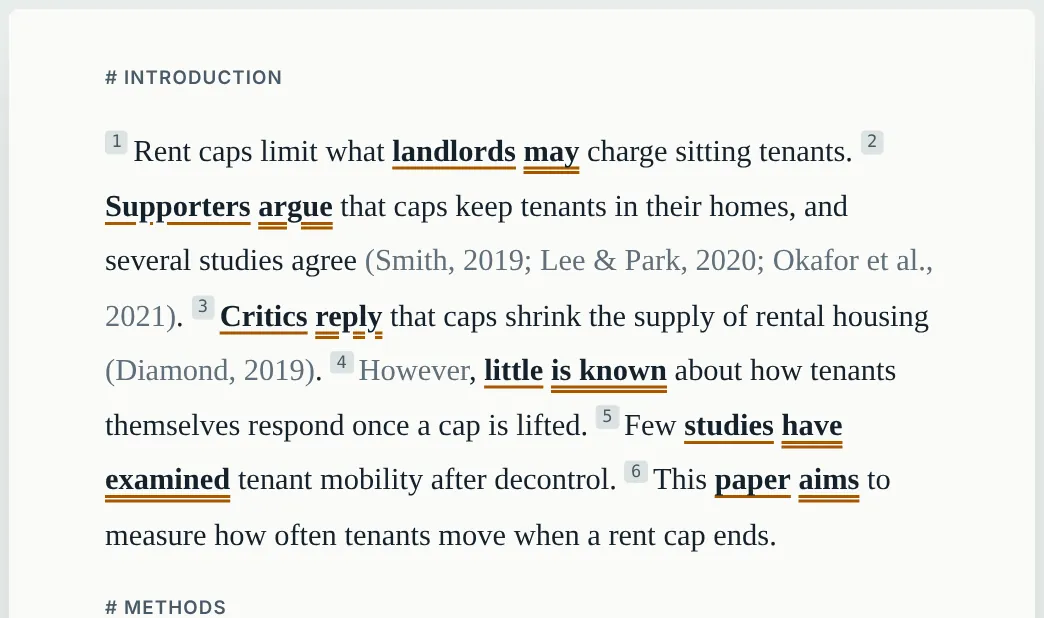 # INTRODUCTION
1 Rent caps limit what landlords may charge sitting tenants. 2
Supporters argue that caps keep tenants in their homes, and
several studies agree (Smith, 2019; Lee & Park, 2020; Okafor et al.,
2021). 3 Critics reply that caps shrink the supply of rental housing
(Diamond, 2019). 4 However, little is known about how tenants
themselves respond once a cap is lifted. 5 Few studies have
examined tenant mobility after decontrol. 6 This paper aims to
measure how often tenants move when a rent cap ends.
# METHODS